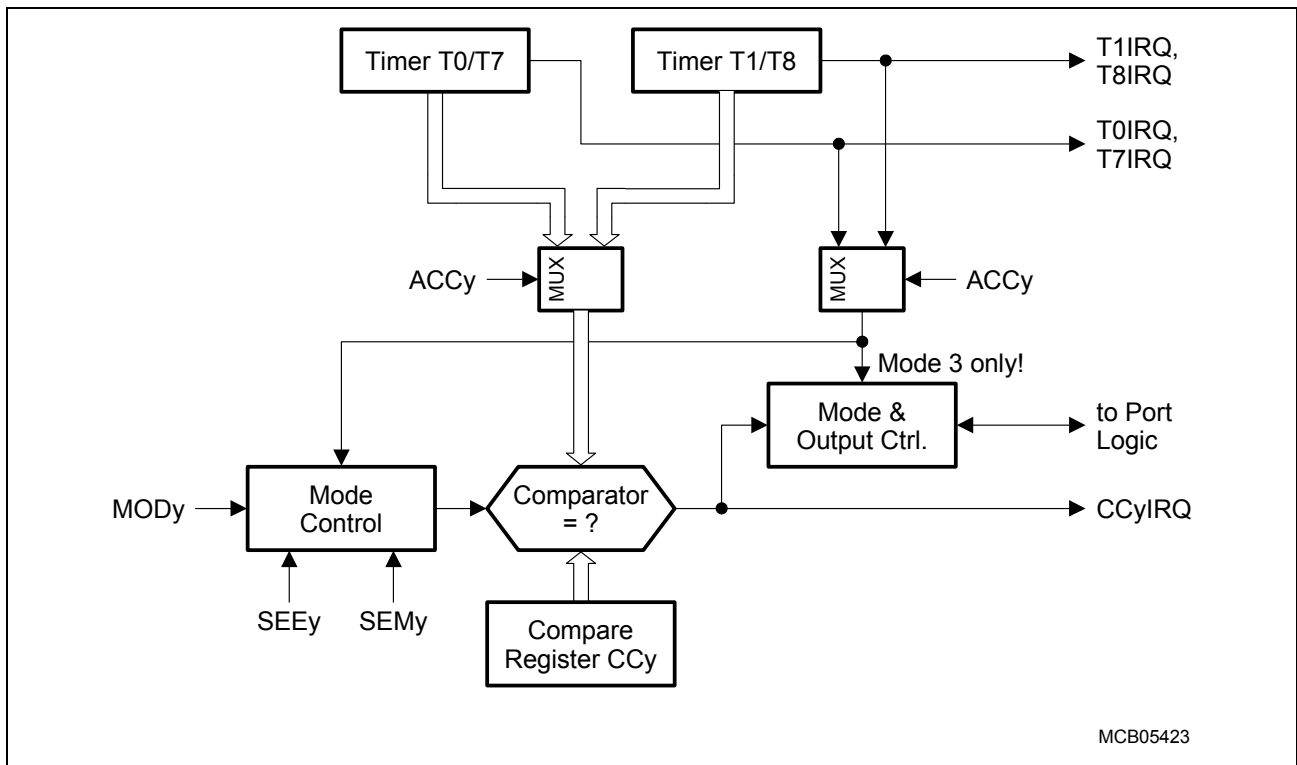 Timer T0/T7
Timer T1/T8
T1IRQ,
T8IRQ
T0IRQ,
T7IRQ
ACCy
MUX
MUX
ACCy
Mode 3 only!
Mode &
Output Ctrl.
to Port
Logic
MODy
Mode
Control
Comparator
= ?
CCyIRQ
SEEy
SEMy
Compare
Register CCy
MCB05423